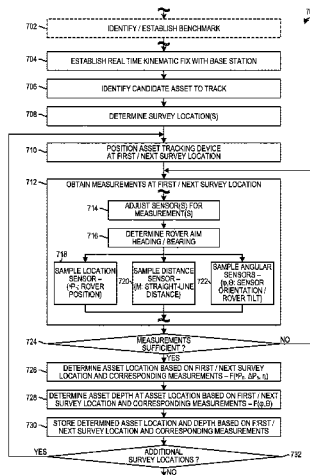 702
IDENTIFY / ESTABLISH BENCHMARK
704
ESTABLISH REAL TIME KINEMATIC FIX WITH BASE STATION
706
IDENTIFY CANDIDATE ASSET TO TRACK
708
DETERMINE SURVEY LOCATION(S)
710
POSITION ASSET TRACKING DEVICE
AT FIRST / NEXT SURVEY LOCATION
712
OBTAIN MEASUREMENTS AT FIRST / NEXT SURVEY LOCATION
714
ADJUST SENSOR(S) FOR
MEASUREMENT(S)
716
DETERMINE ROVER AIM
HEADING / BEARING
718
SAMPLE LOCATION
SENSOR –
ROVER
POSITION)
720
SAMPLE DISTANCE
SENSOR –
(M: STRAIGHT-LINE
DISTANCE)
722
SAMPLE ANGULAR
SENSORS –
(φ,Θ: SENSOR
ORIENTATION /
ROVER TILT)
724
MEASUREMENTS
SUFFICIENT ?
NO
YES
726
DETERMINE ASSET LOCATION BASED ON FIRST / NEXT SURVEY
LOCATION AND CORRESPONDING MEASUREMENTS –
728
DETERMINE ASSET DEPTH AT ASSET LOCATION BASED ON FIRST / NEXT
SURVEY LOCATION AND CORRESPONDING MEASUREMENTS – F(φ,Θ)
730
STORE DETERMINED ASSET LOCATION AND DEPTH BASED ON FIRST /
NEXT SURVEY LOCATION AND CORRESPONDING MEASUREMENTS
YES
ADDITIONAL
SURVEY LOCATIONS ?
732
NO